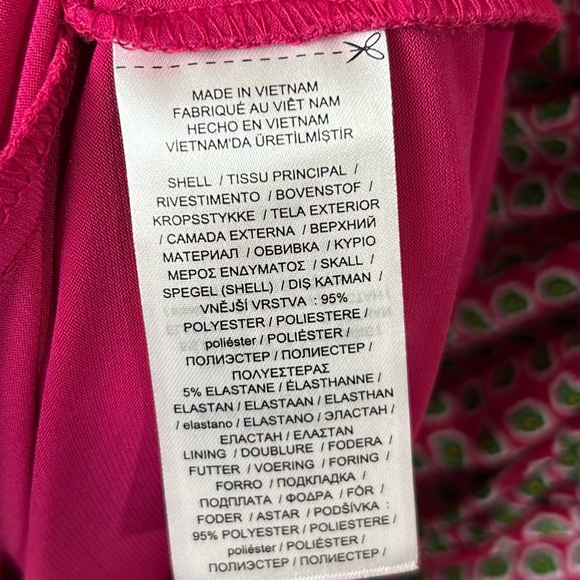 MADE IN VIETNAM
FABRIQUÉ AU VIÊT NAM
HECHO EN VIETNAM
VİETNAM'DA ÜRETİLMİŞTİR
SHELL / TISSU PRINCIPAL /
RIVESTIMENTO / BOVENSTOF /
KROPSSTYKKE / TELA EXTERIOR
/ CAMADA EXTERNA / ВЕРХНИЙ
МАТЕРИАЛ / ОБВИВКА / ΚΥΡΙΟ
ΜΕΡΟΣ ΕΝΔΥΜΑΤΟΣ / SKALL /
SPEGEL (SHELL) / DIŞ KATMAN /
VNĚJŠÍ VRSTVA : 95%
POLYESTER / POLIESTERE /
poliéster / POLIÉSTER /
ПОЛИЭСТЕР / ПОЛИЕСТЕР /
ΠΟΛΥΕΣΤΕΡΑΣ
5% ELASTANE / ÉLASTHANNE /
ELASTAN / ELASTAAN / ELASTHAN
/ elastano / ELASTANO / ЭЛАСТАН /
ЕЛАСТАН / ΕΛΑΣΤΑΝ
LINING / DOUBLURE / FODERA /
FUTTER / VOERING / FORING /
FORRO / ПОДКЛАДКА /
ПОДПЛАТА / ΦΟΔΡΑ / FÔR /
FODER / ASTAR / PODŠÍVKA :
95% POLYESTER / POLIESTERE /
poliéster / POLIÉSTER /
ПОЛИЭСТЕР / ПОЛИЕСТЕР /